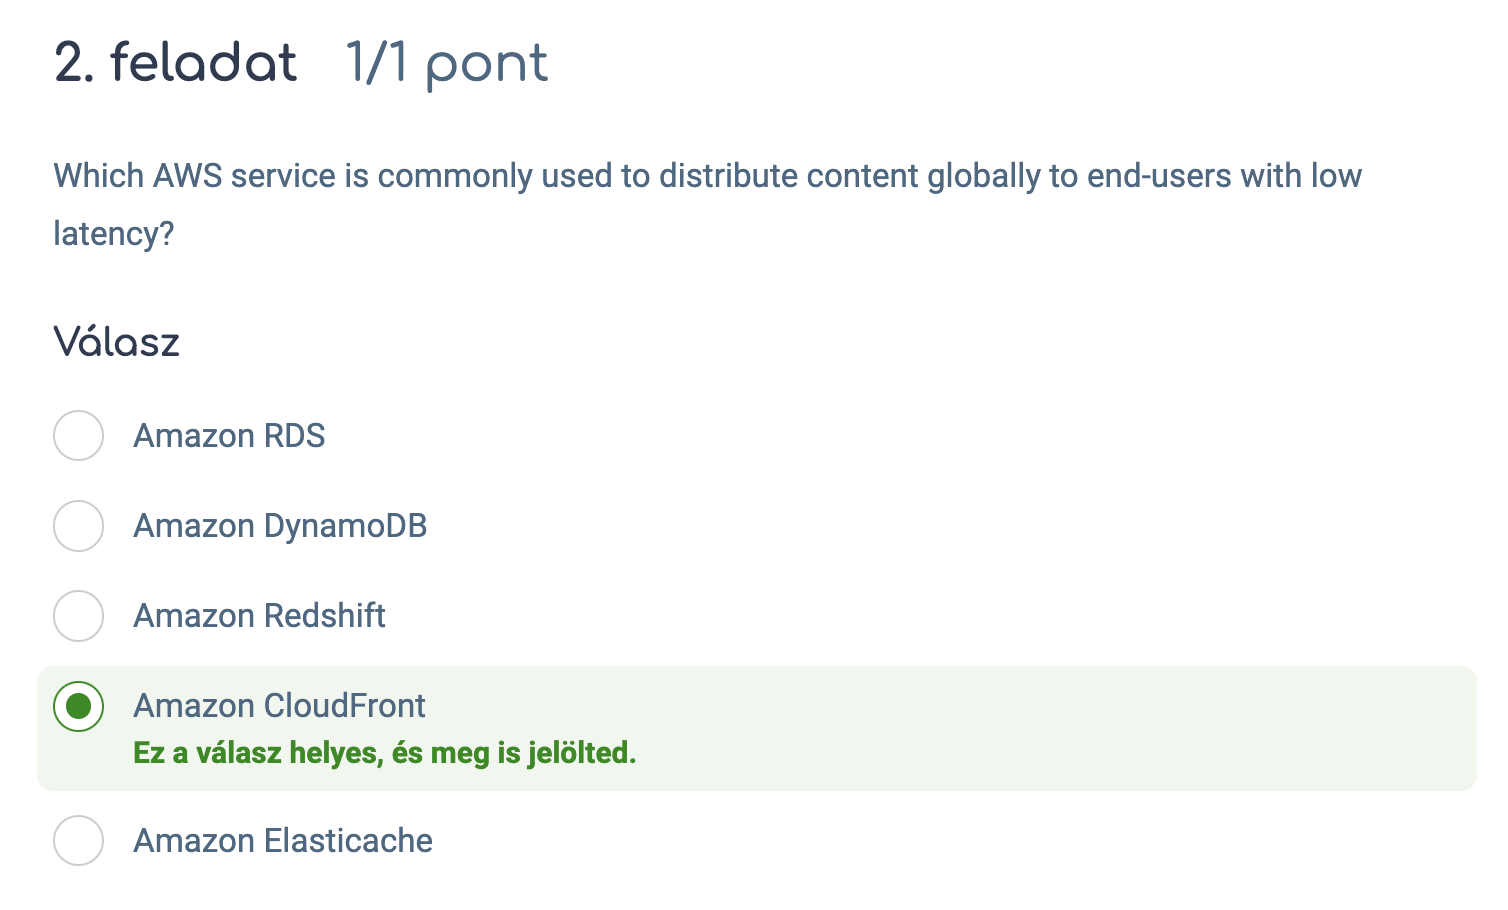 2. feladat 1/1 pont
Which AWS service is commonly used to distribute content globally to end-users with low
latency?
Válasz
Amazon RDS
Amazon DynamoDB
Amazon Redshift
Amazon CloudFront
Ez a válasz helyes, és meg is jelölted.
Amazon Elasticache